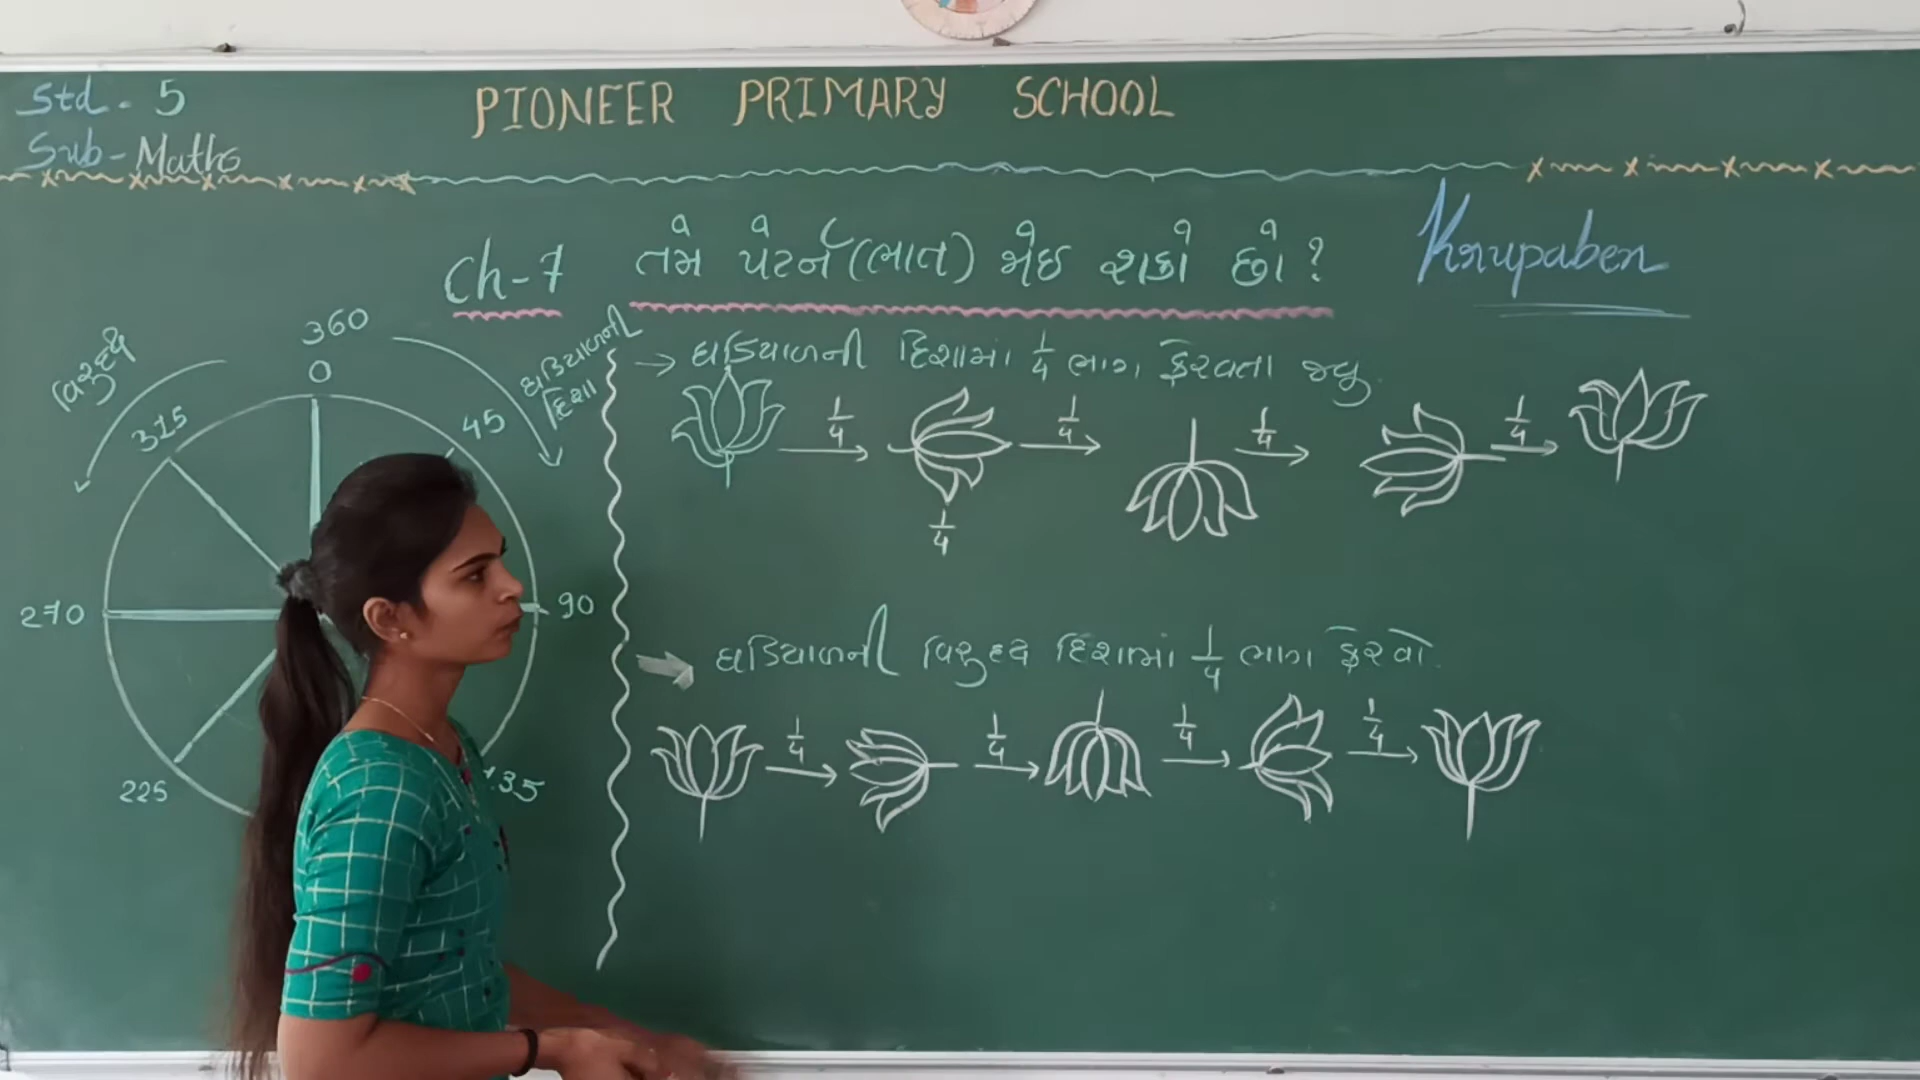 Std - 5
Sub - Maths
PIONEER PRIMARY SCHOOL
Ch-7 તમે પેટર્ન (ભાત) જોઈ શકો છો ?
Krupaben
વિરુદ્ધ
360
0
ઘડિયાળની
દિશા
315
45
270
90
225
135
→ ઘડિયાળની દિશામાં 1/4 ભાગ ફેરવતા જવું.
1/4 1/4 1/4 1/4
1/4
ઘડિયાળની વિરુદ્ધ દિશામાં 1/4 ભાગ ફેરવો.
1/4 1/4 1/4 1/4